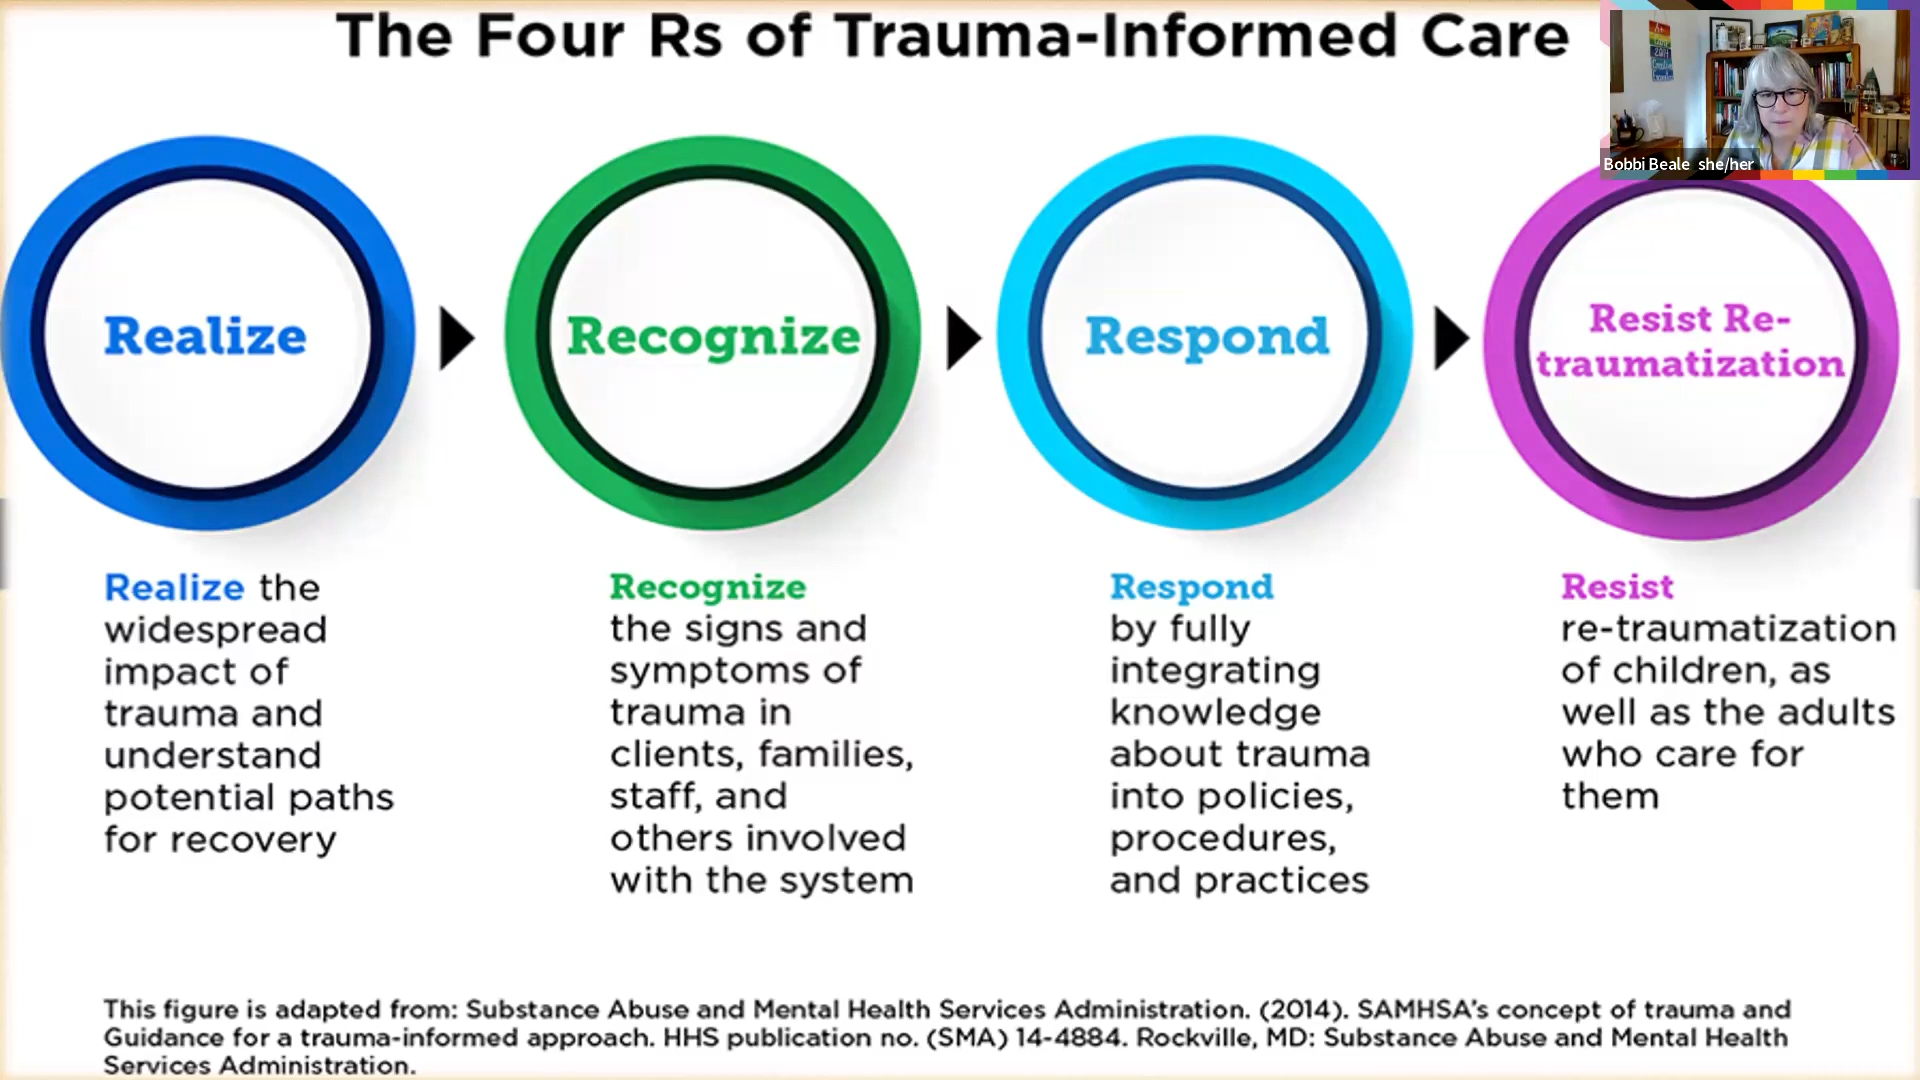 The Four Rs of Trauma-Informed Care
Bobbi Beale she/her
Realize
Recognize
Respond
Resist Re-
traumatization
Realize the
widespread
impact of
trauma and
understand
potential paths
for recovery
Recognize
the signs and
symptoms of
trauma in
clients, families,
staff, and
others involved
with the system
Respond
by fully
integrating
knowledge
about trauma
into policies,
procedures,
and practices
Resist
re-traumatization
of children, as
well as the adults
who care for
them
This figure is adapted from: Substance Abuse and Mental Health Services Administration. (2014). SAMHSA's concept of trauma and
Guidance for a trauma-informed approach. HHS publication no. (SMA) 14-4884. Rockville, MD: Substance Abuse and Mental Health
Services Administration.